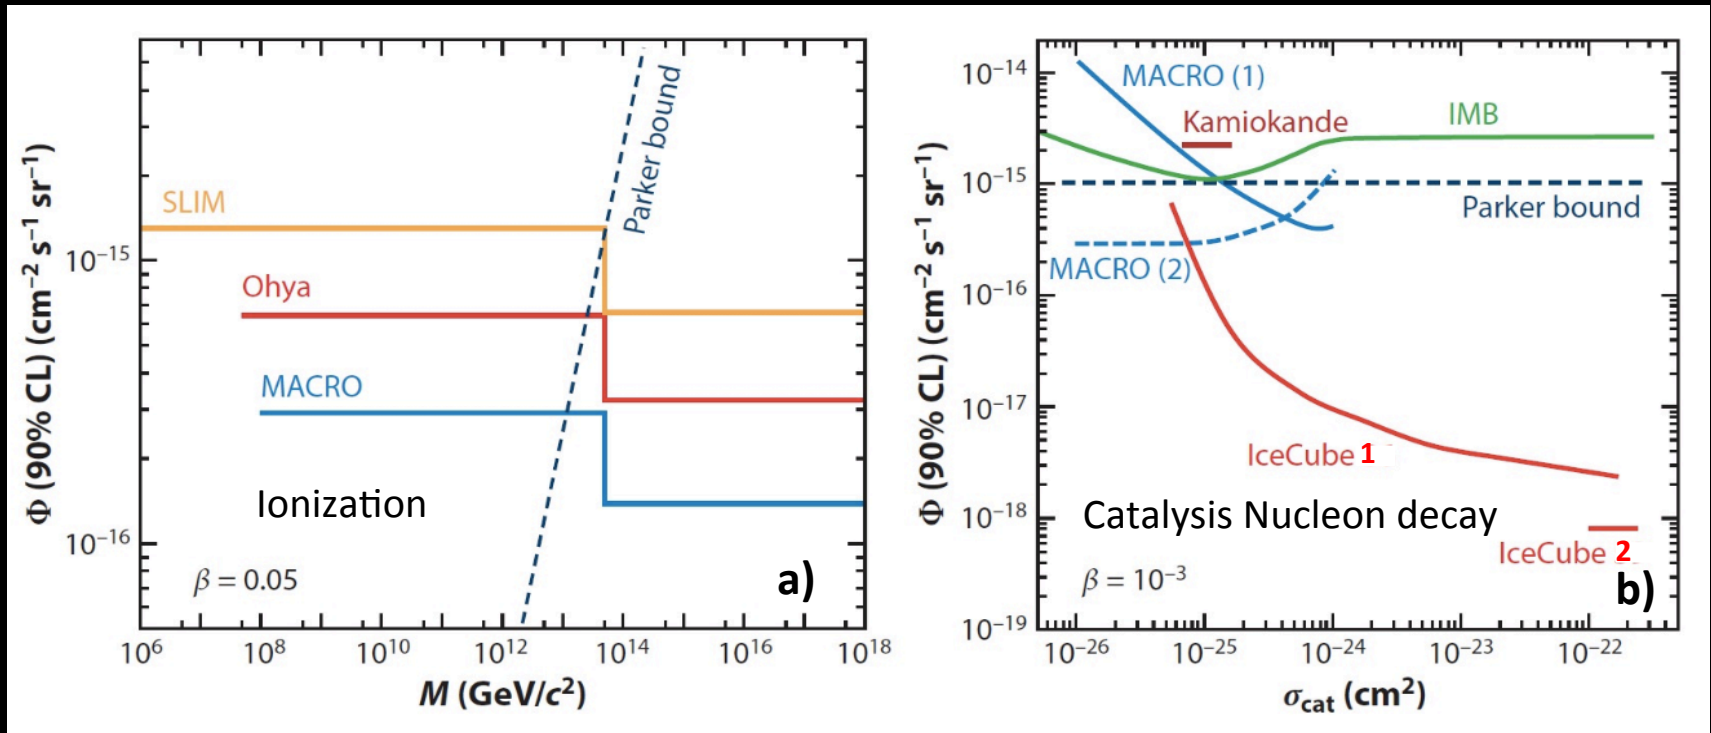 Φ (90% CL) (cm⁻² s⁻¹ sr⁻¹)
10⁻¹⁵
10⁻¹⁶
SLIM
Ohya
MACRO
Parker bound
Ionization
β = 0.05
a)
10⁶ 10⁸ 10¹⁰ 10¹² 10¹⁴ 10¹⁶ 10¹⁸
M (GeV/c²)
Φ (90% CL) (cm⁻² s⁻¹ sr⁻¹)
10⁻¹⁴
10⁻¹⁵
10⁻¹⁶
10⁻¹⁷
10⁻¹⁸
10⁻¹⁹
MACRO (1)
Kamiokande
IMB
Parker bound
MACRO (2)
IceCube 1
Catalysis Nucleon decay
IceCube 2
β = 10⁻³
b)
10⁻²⁶ 10⁻²⁵ 10⁻²⁴ 10⁻²³ 10⁻²²
σcat (cm²)